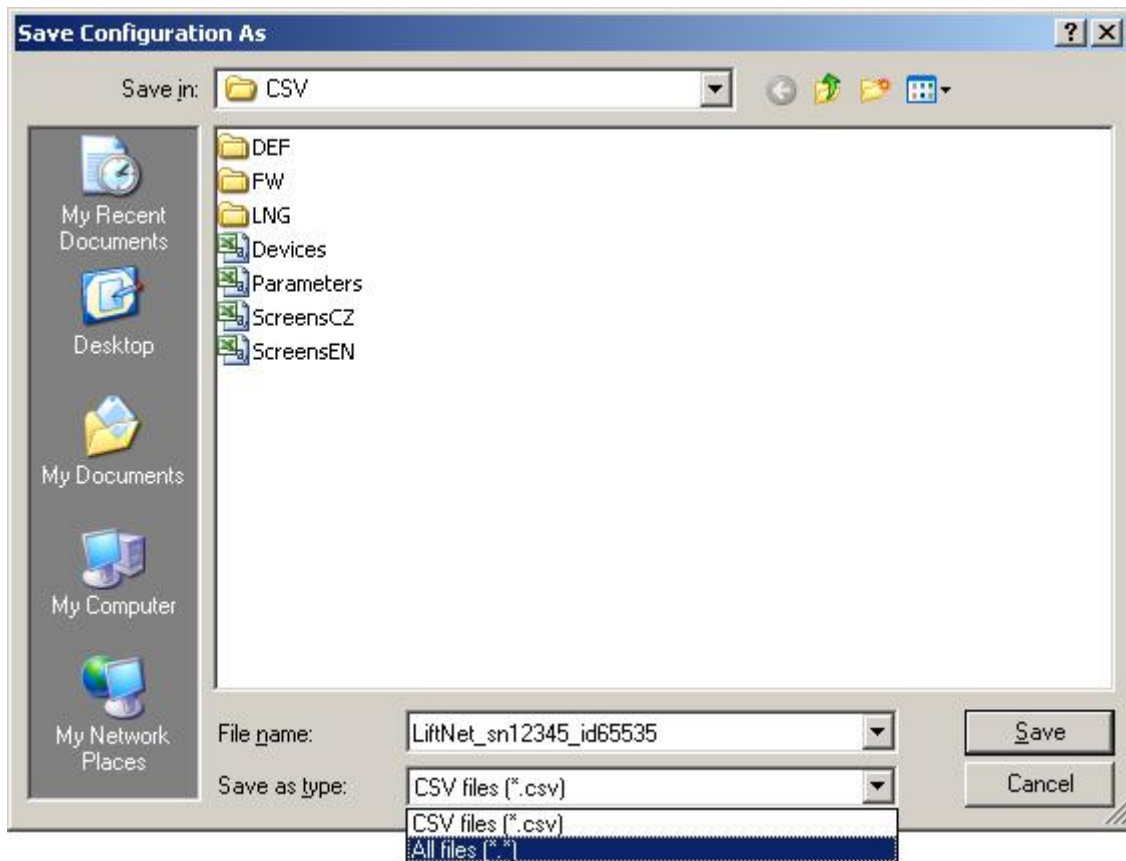 Save Configuration As
Save in:
CSV
My Recent
Documents
Desktop
My Documents
My Computer
My Network
Places
DEF
FW
LNG
Devices
Parameters
ScreensCZ
ScreensEN
File name:
LiftNet_sn12345_id65535
Save
Save as type:
CSV files (*.csv)
Cancel
CSV files (*.csv)
All files (*.*)